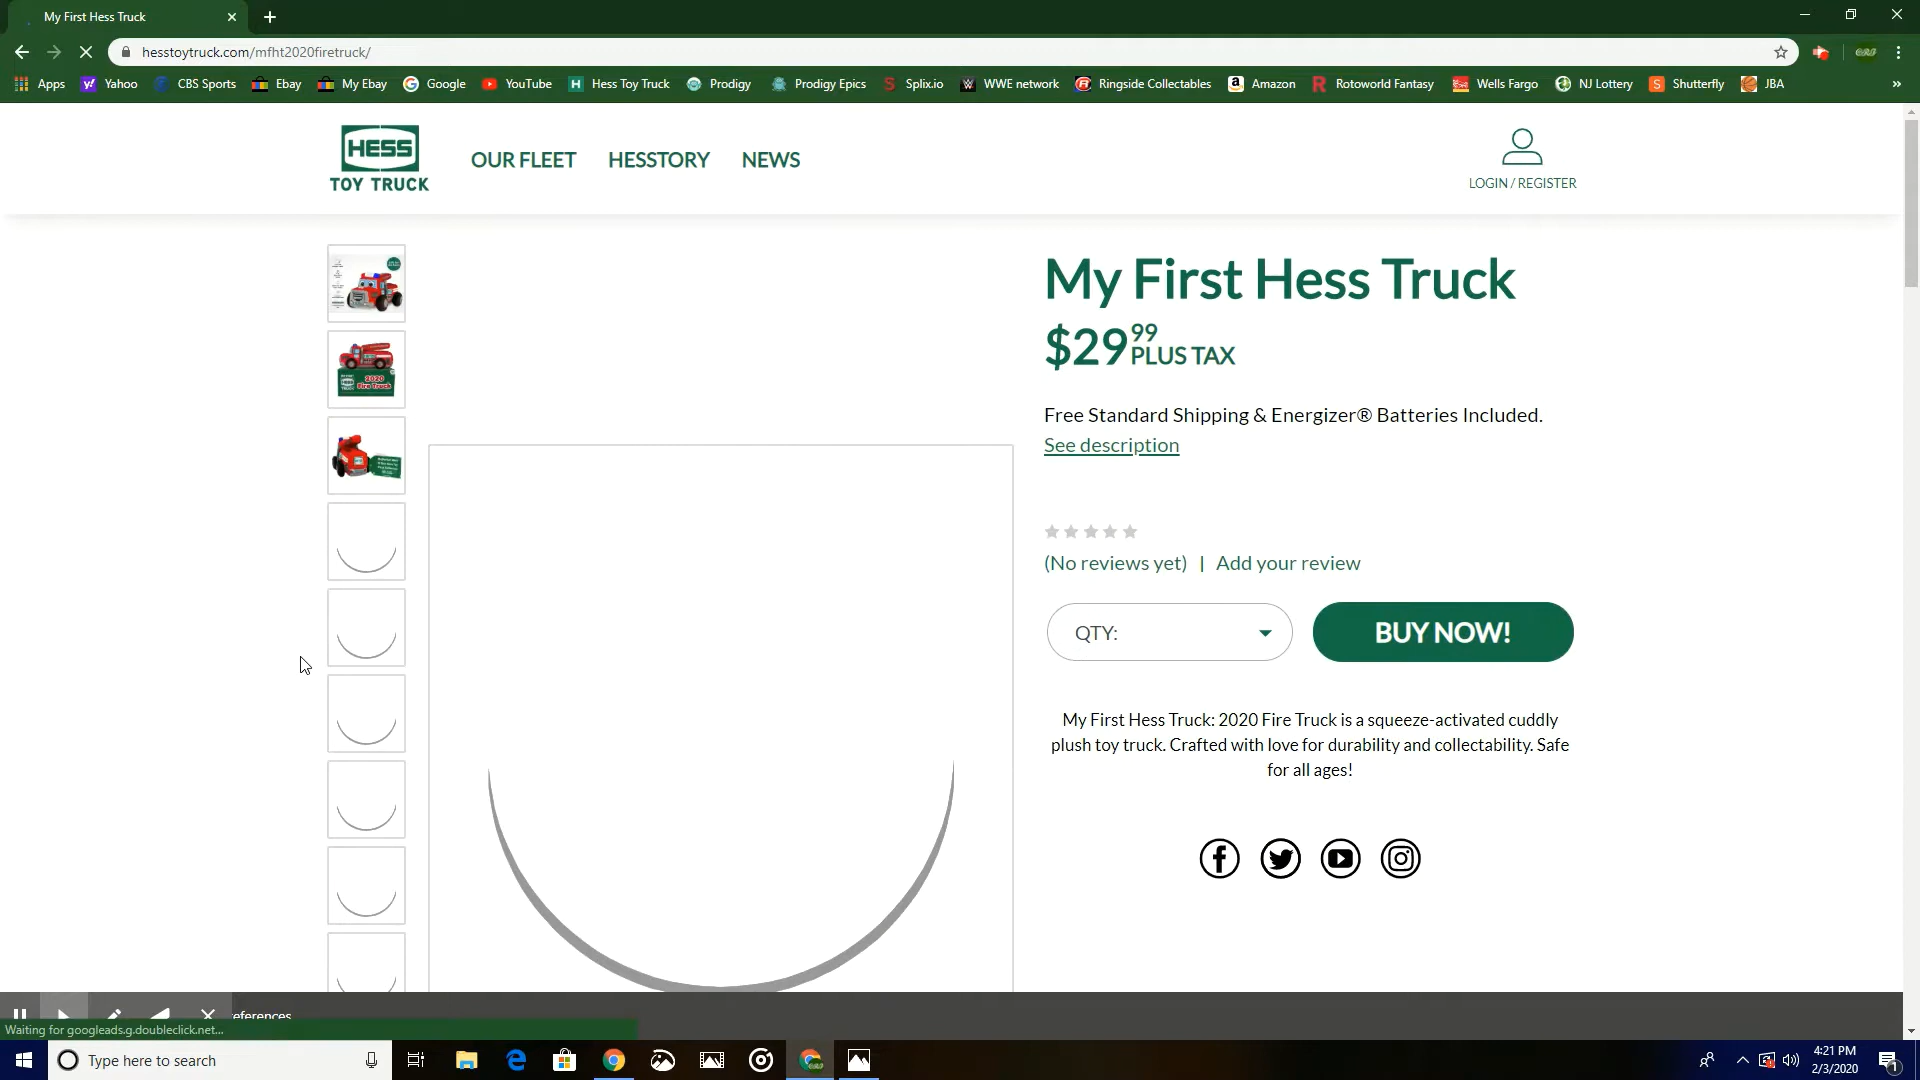 My First Hess Truck
hesstoytruck.com/mfht2020firetruck/
Apps Yahoo CBS Sports Ebay My Ebay Google YouTube Hess Toy Truck Prodigy Prodigy Epics Splix.io WWE network Ringside Collectables Amazon Rotoworld Fantasy Wells Fargo NJ Lottery Shutterfly JBA »
HESS
TOY TRUCK
OUR FLEET HESSTORY NEWS
LOGIN / REGISTER
My First Hess Truck
$29 99
PLUS TAX
Free Standard Shipping & Energizer® Batteries Included.
See description
2020
Fire Truck
(No reviews yet) | Add your review
QTY:
BUY NOW!
My First Hess Truck: 2020 Fire Truck is a squeeze-activated cuddly
plush toy truck. Crafted with love for durability and collectability. Safe
for all ages!
eferences
Waiting for googleads.g.doubleclick.net...
Type here to search
4:21 PM
2/3/2020
1